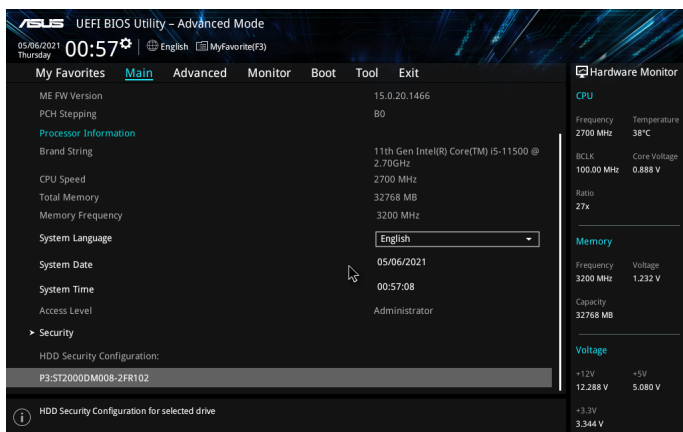 ASUS UEFI BIOS Utility – Advanced Mode
05/06/2021
Thursday
00:57
English
MyFavorite(F3)
My Favorites Main Advanced Monitor Boot Tool Exit
ME FW Version 15.0.20.1466
PCH Stepping B0
Processor Information
Brand String 11th Gen Intel(R) Core(TM) i5-11500 @
2.70GHz
CPU Speed 2700 MHz
Total Memory 32768 MB
Memory Frequency 3200 MHz
System Language English
System Date 05/06/2021
System Time 00:57:08
Access Level Administrator
Security
HDD Security Configuration:
P3:ST2000DM008-2FR102
HDD Security Configuration for selected drive
Hardware Monitor
CPU
Frequency Temperature
2700 MHz 38°C
BCLK Core Voltage
100.00 MHz 0.888 V
Ratio
27x
Memory
Frequency Voltage
3200 MHz 1.232 V
Capacity
32768 MB
Voltage
+12V +5V
12.288 V 5.080 V
+3.3V
3.344 V